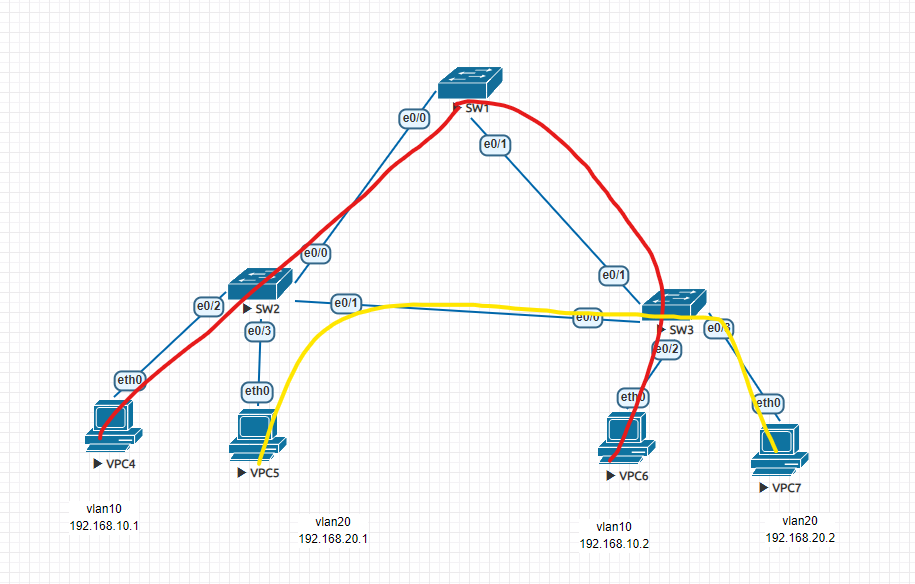 SW1
e0/0
e0/1
e0/0
e0/1
SW2
e0/2
e0/1
e0/3
e0/0
SW3
e0/3
e0/2
eth0
eth0
eth0
eth0
VPC4
VPC5
VPC6
VPC7
vlan10
192.168.10.1
vlan20
192.168.20.1
vlan10
192.168.10.2
vlan20
192.168.20.2